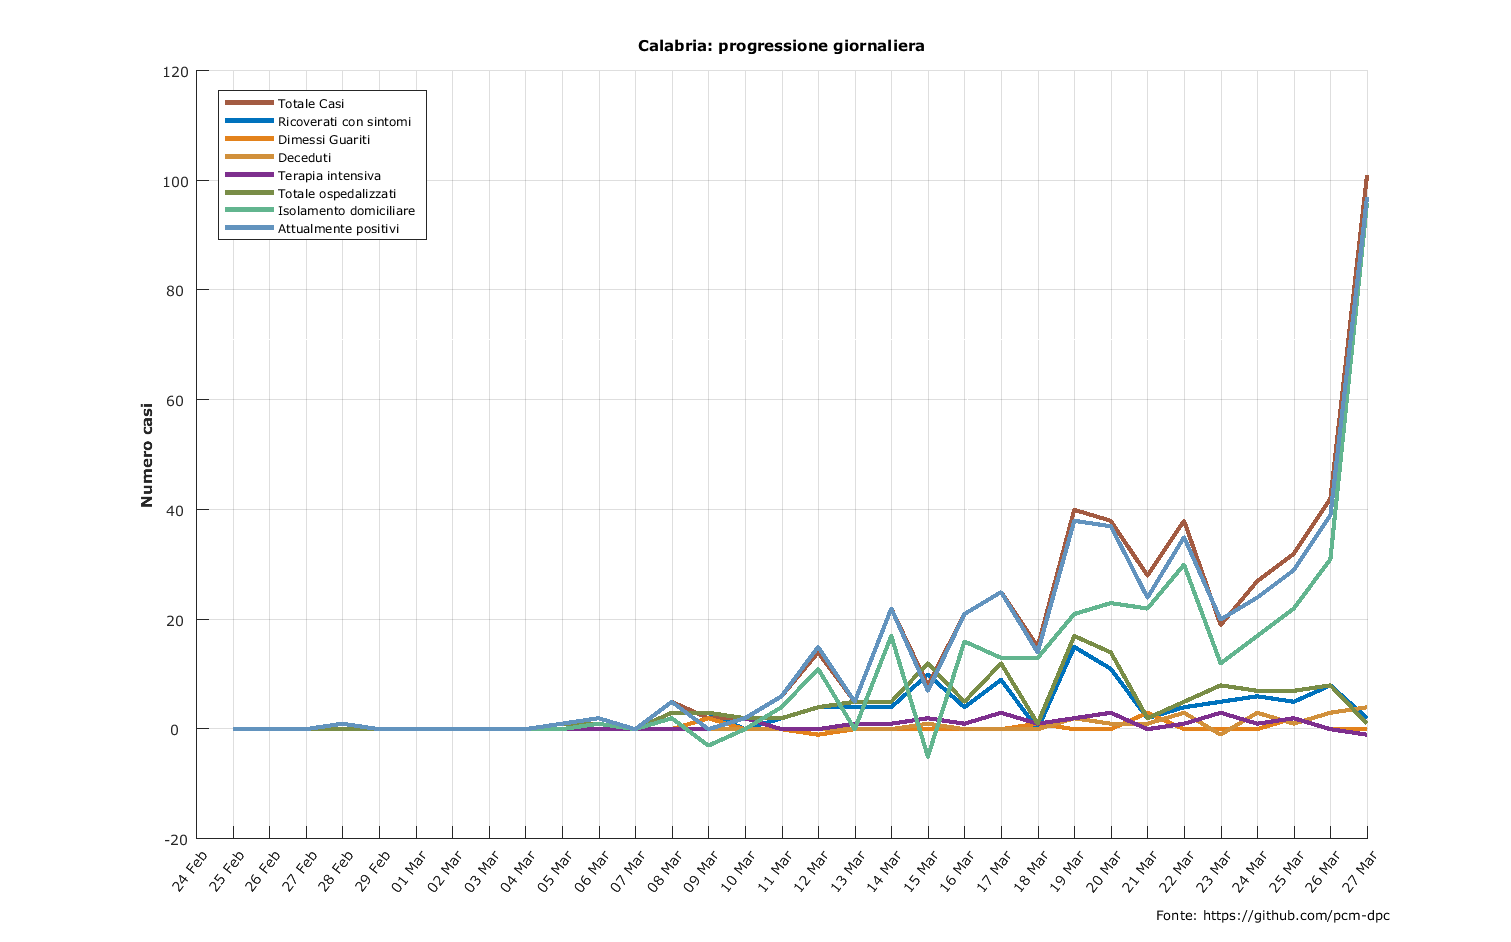 Calabria: progressione giornaliera
120
100
80
60
40
20
0
-20
Numero casi
Totale Casi
Ricoverati con sintomi
Dimessi Guariti
Deceduti
Terapia intensiva
Totale ospedalizzati
Isolamento domiciliare
Attualmente positivi
24 Feb
25 Feb
26 Feb
27 Feb
28 Feb
29 Feb
01 Mar
02 Mar
03 Mar
04 Mar
05 Mar
06 Mar
07 Mar
08 Mar
09 Mar
10 Mar
11 Mar
12 Mar
13 Mar
14 Mar
15 Mar
16 Mar
17 Mar
18 Mar
19 Mar
20 Mar
21 Mar
22 Mar
23 Mar
24 Mar
25 Mar
26 Mar
27 Mar
Fonte: https://github.com/pcm-dpc